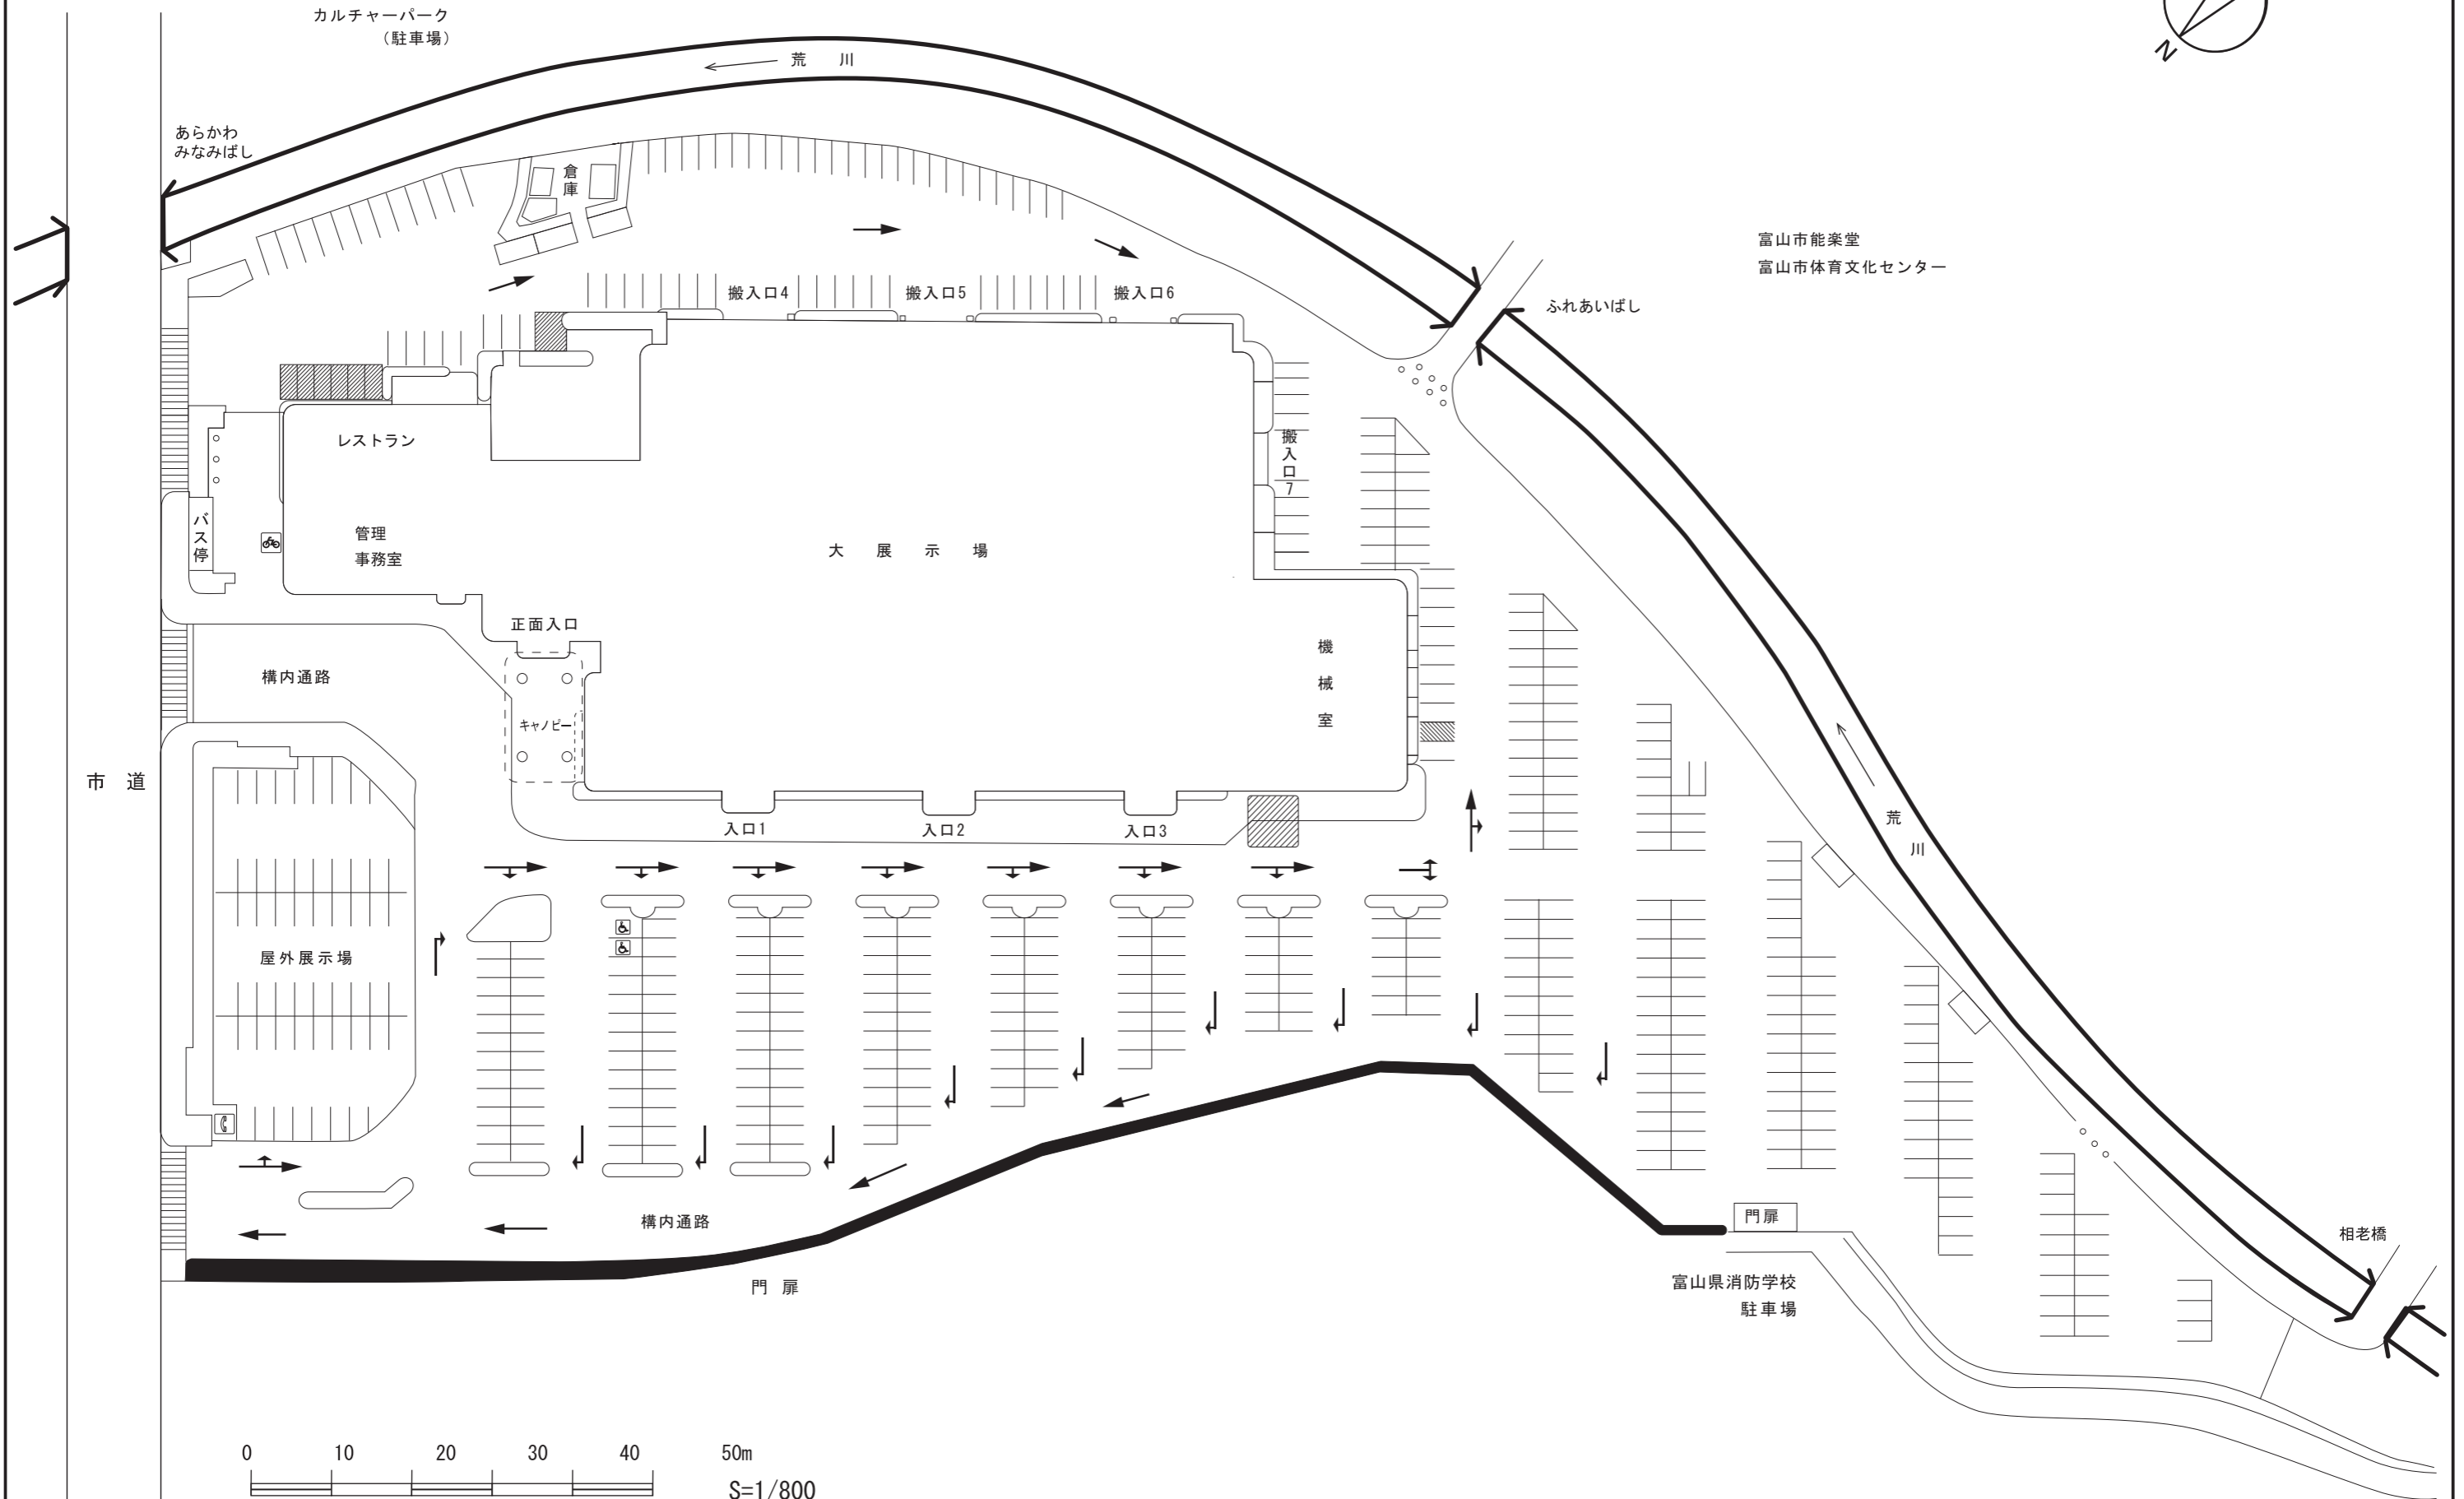 カルチャーパーク
（駐車場）
荒川
N
あらかわ
みなみばし
倉庫
富山市能楽堂
富山市体育文化センター
搬入口4
搬入口5
搬入口6
ふれあいばし
レストラン
搬入口7
バス停
管理
事務室
大展示場
正面入口
機械室
構内通路
キャノピー
市道
入口1
入口2
入口3
荒川
屋外展示場
構内通路
門扉
相老橋
門扉
富山県消防学校
駐車場
0 10 20 30 40 50m
S=1/800